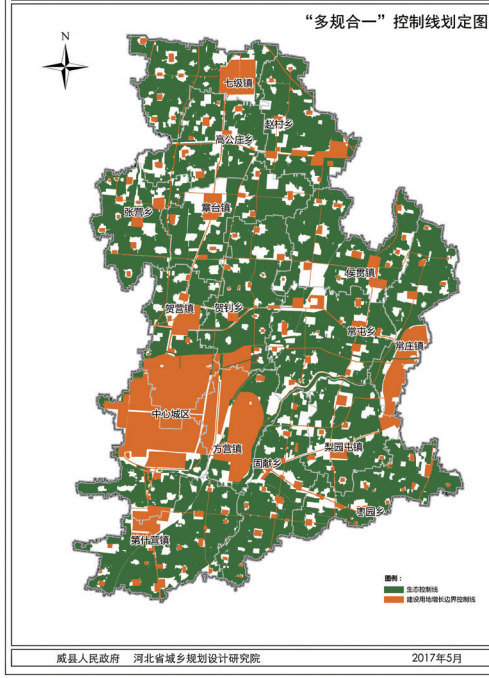 “多规合一”控制线划定图
N
七级镇
赵村乡
高公庄乡
张营乡
章台镇
侯贯镇
贺营镇
贺钊乡
常屯乡
常庄镇
中心城区
方营镇
固献乡
梨园屯镇
枣园乡
第什营镇
图例：
生态控制线
建设用地增长边界控制线
威县人民政府 河北省城乡规划设计研究院 2017年5月